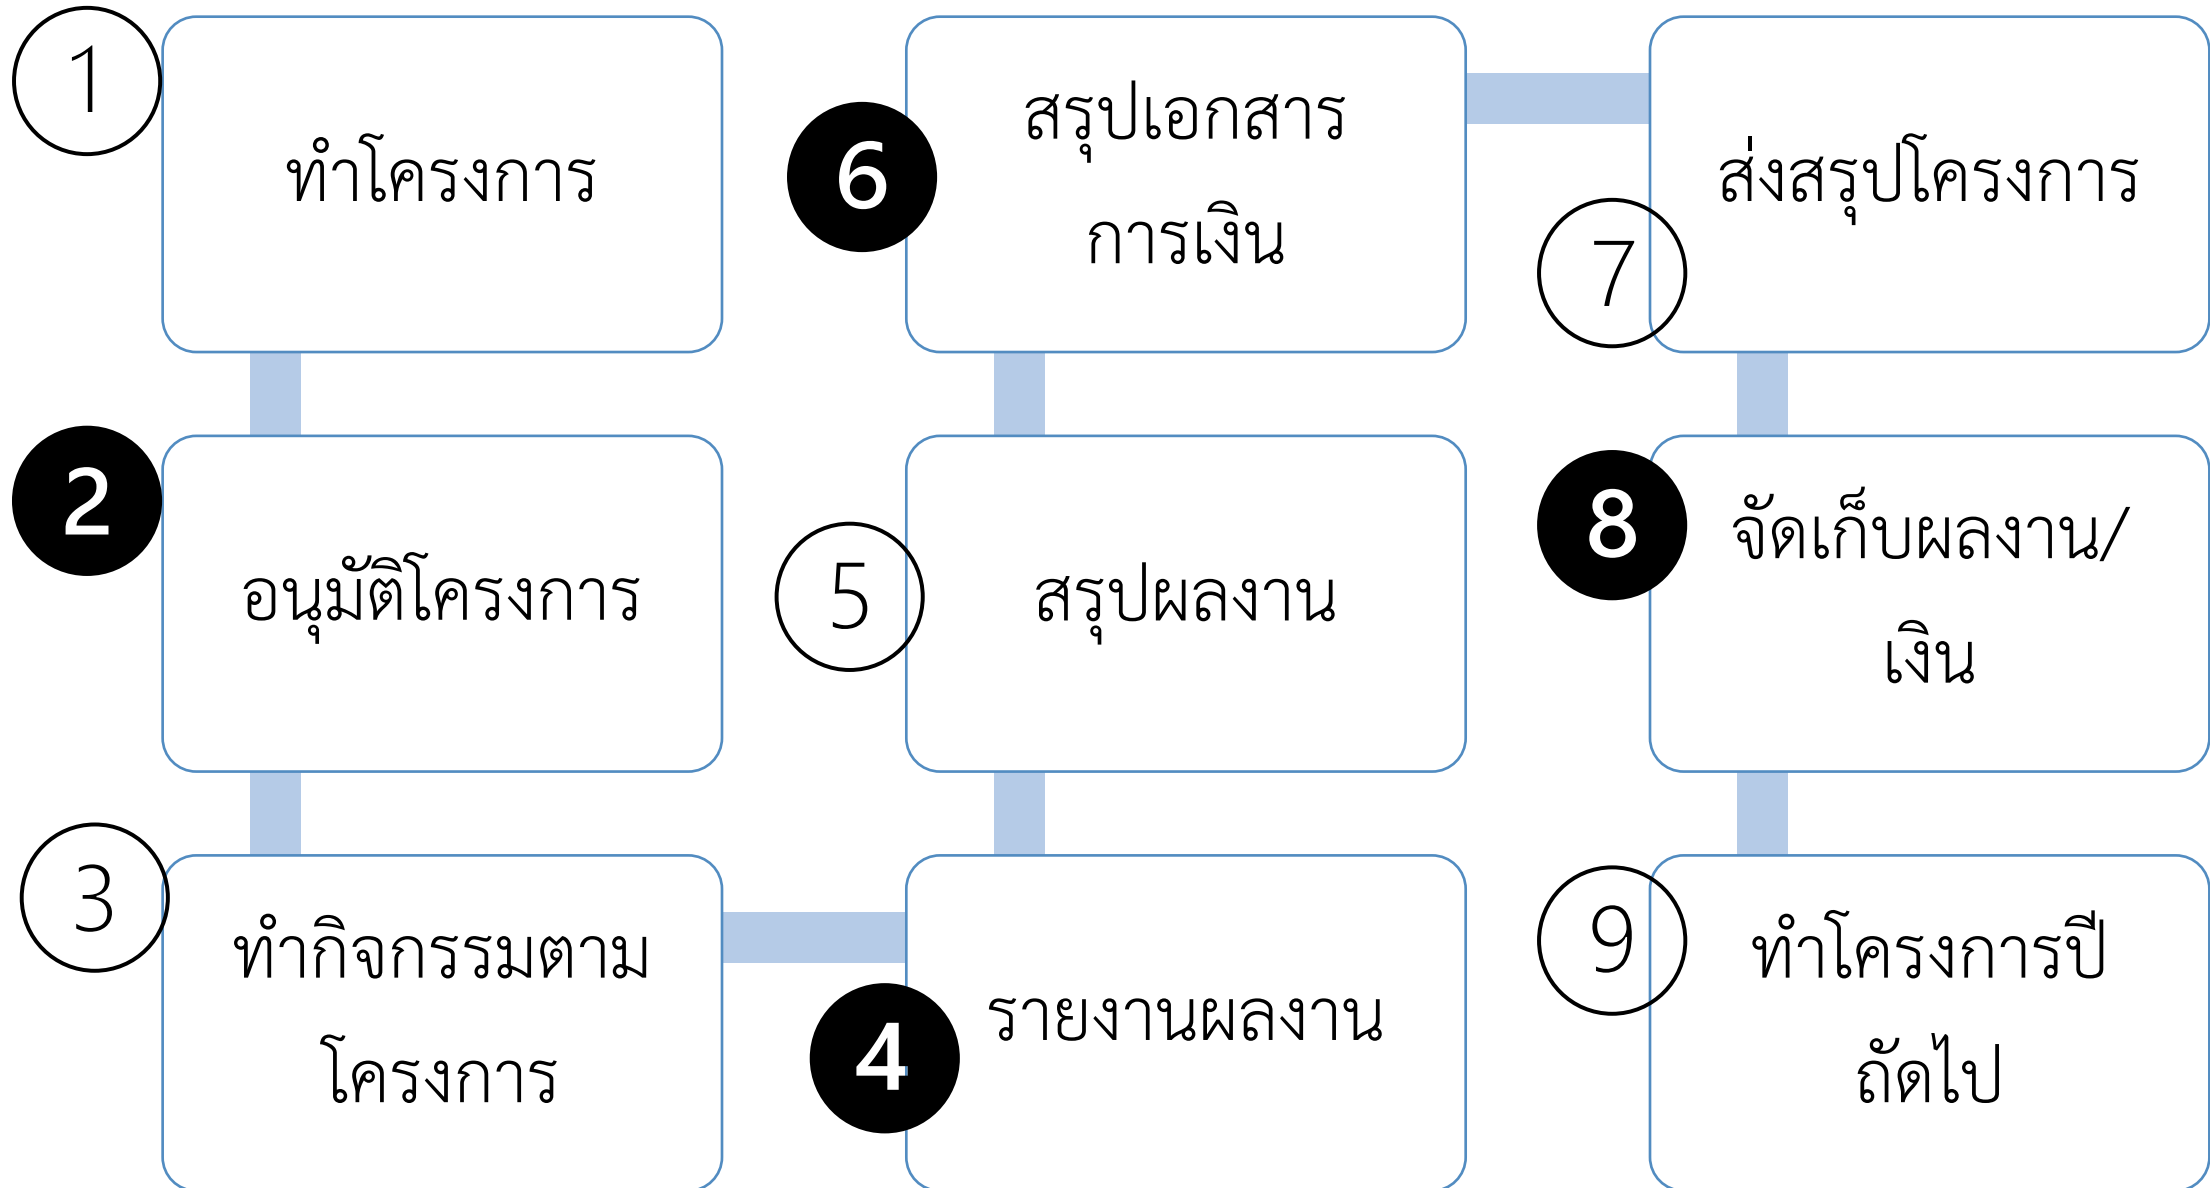 1
ทำโครงการ
2
อนุมัติโครงการ
3
ทำกิจกรรมตาม
โครงการ
4
รายงานผลงาน
5
สรุปผลงาน
6
สรุปเอกสาร
การเงิน
7
ส่งสรุปโครงการ
8
จัดเก็บผลงาน/
เงิน
9
ทำโครงการปี
ถัดไป